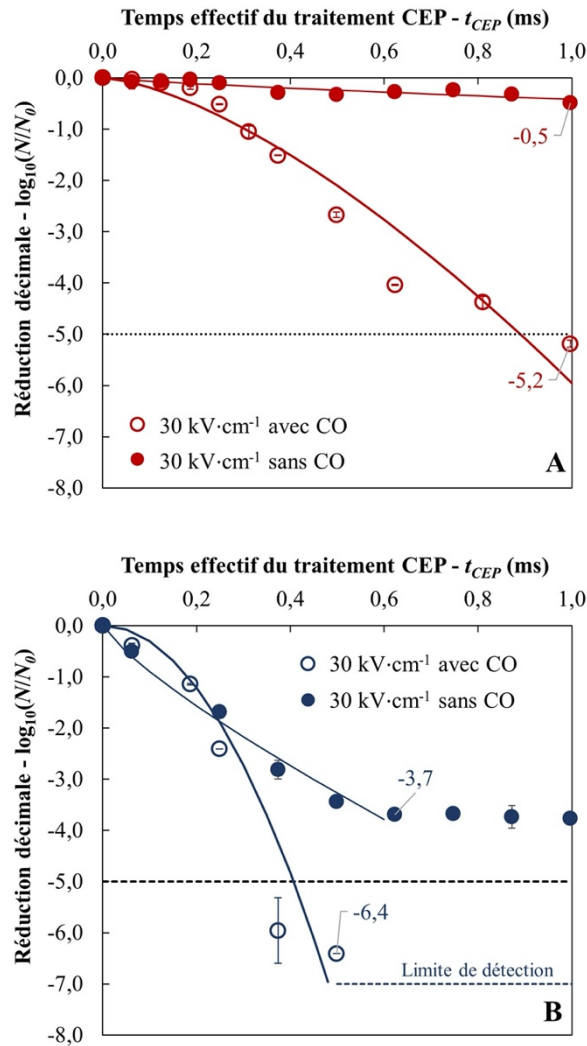 Temps effectif du traitement CEP - t_CEP (ms)
0,0 0,2 0,4 0,6 0,8 1,0
Réduction décimale - log₁₀(N/N₀)
0,0
-1,0
-2,0
-3,0
-4,0
-5,0
-6,0
-7,0
-8,0
-0,5
-5,2
30 kV·cm⁻¹ avec CO
30 kV·cm⁻¹ sans CO
A
Temps effectif du traitement CEP - t_CEP (ms)
0,0 0,2 0,4 0,6 0,8 1,0
Réduction décimale - log₁₀(N/N₀)
0,0
-1,0
-2,0
-3,0
-4,0
-5,0
-6,0
-7,0
-8,0
30 kV·cm⁻¹ avec CO
30 kV·cm⁻¹ sans CO
-3,7
-6,4
Limite de détection
B